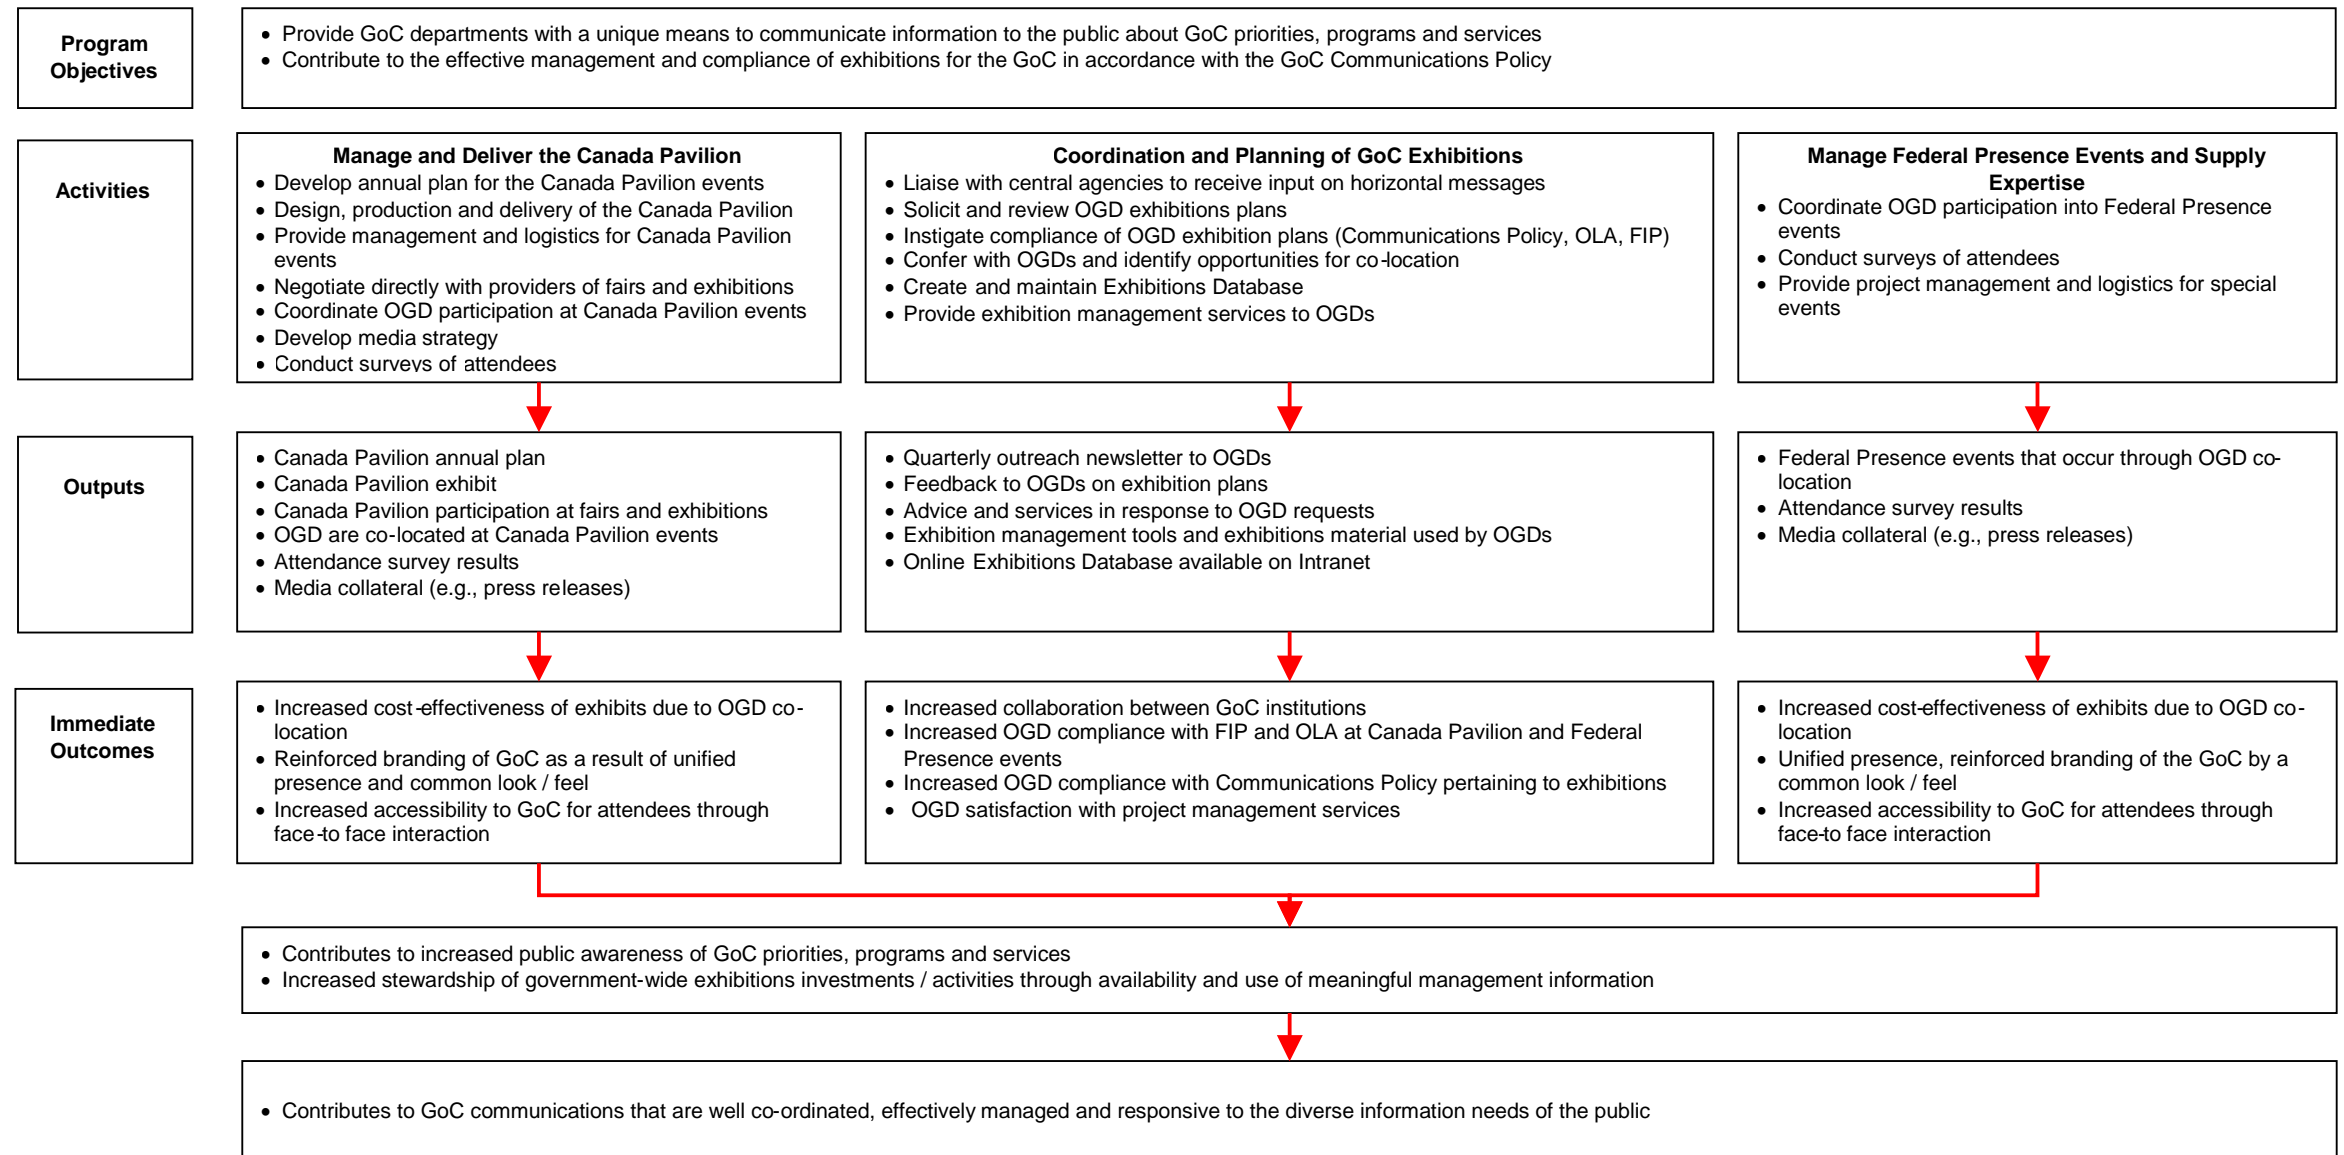 Program
Objectives
• Provide GoC departments with a unique means to communicate information to the public about GoC priorities, programs and services
• Contribute to the effective management and compliance of exhibitions for the GoC in accordance with the GoC Communications Policy
Activities
Manage and Deliver the Canada Pavilion
• Develop annual plan for the Canada Pavilion events
• Design, production and delivery of the Canada Pavilion
• Provide management and logistics for Canada Pavilion
events
• Negotiate directly with providers of fairs and exhibitions
• Coordinate OGD participation at Canada Pavilion events
• Develop media strategy
• Conduct surveys of attendees
Coordination and Planning of GoC Exhibitions
• Liaise with central agencies to receive input on horizontal messages
• Solicit and review OGD exhibitions plans
• Instigate compliance of OGD exhibition plans (Communications Policy, OLA, FIP)
• Confer with OGDs and identify opportunities for co-location
• Create and maintain Exhibitions Database
• Provide exhibition management services to OGDs
Manage Federal Presence Events and Supply
Expertise
• Coordinate OGD participation into Federal Presence
events
• Conduct surveys of attendees
• Provide project management and logistics for special
events
Outputs
• Canada Pavilion annual plan
• Canada Pavilion exhibit
• Canada Pavilion participation at fairs and exhibitions
• OGD are co-located at Canada Pavilion events
• Attendance survey results
• Media collateral (e.g., press releases)
• Quarterly outreach newsletter to OGDs
• Feedback to OGDs on exhibition plans
• Advice and services in response to OGD requests
• Exhibition management tools and exhibitions material used by OGDs
• Online Exhibitions Database available on Intranet
• Federal Presence events that occur through OGD co-
location
• Attendance survey results
• Media collateral (e.g., press releases)
Immediate
Outcomes
• Increased cost-effectiveness of exhibits due to OGD co-
location
• Reinforced branding of GoC as a result of unified
presence and common look / feel
• Increased accessibility to GoC for attendees through
face-to face interaction
• Increased collaboration between GoC institutions
• Increased OGD compliance with FIP and OLA at Canada Pavilion and Federal
Presence events
• Increased OGD compliance with Communications Policy pertaining to exhibitions
• OGD satisfaction with project management services
• Increased cost-effectiveness of exhibits due to OGD co-
location
• Unified presence, reinforced branding of the GoC by a
common look / feel
• Increased accessibility to GoC for attendees through
face-to face interaction
• Contributes to increased public awareness of GoC priorities, programs and services
• Increased stewardship of government-wide exhibitions investments / activities through availability and use of meaningful management information
• Contributes to GoC communications that are well co-ordinated, effectively managed and responsive to the diverse information needs of the public